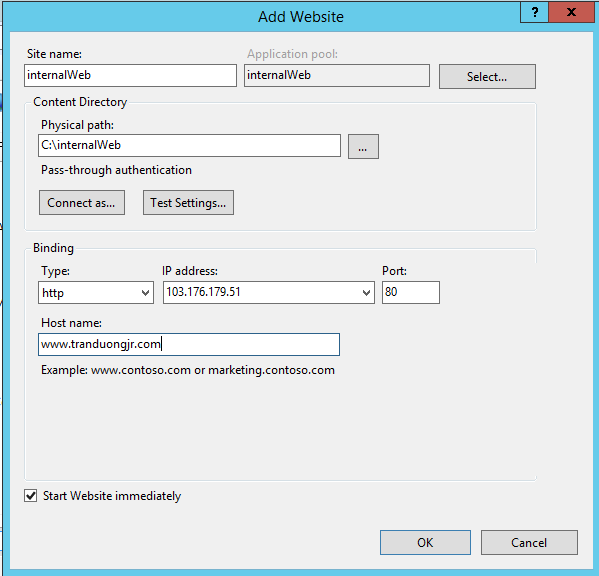 Add Website
?
x
Site name:
Application pool:
internalWeb
internalWeb
Select...
Content Directory
Physical path:
C:\internalWeb
...
Pass-through authentication
Connect as...
Test Settings...
Binding
Type:
IP address:
Port:
http
103.176.179.51
80
Host name:
www.tranduongjr.com
Example: www.contoso.com or marketing.contoso.com
Start Website immediately
OK
Cancel